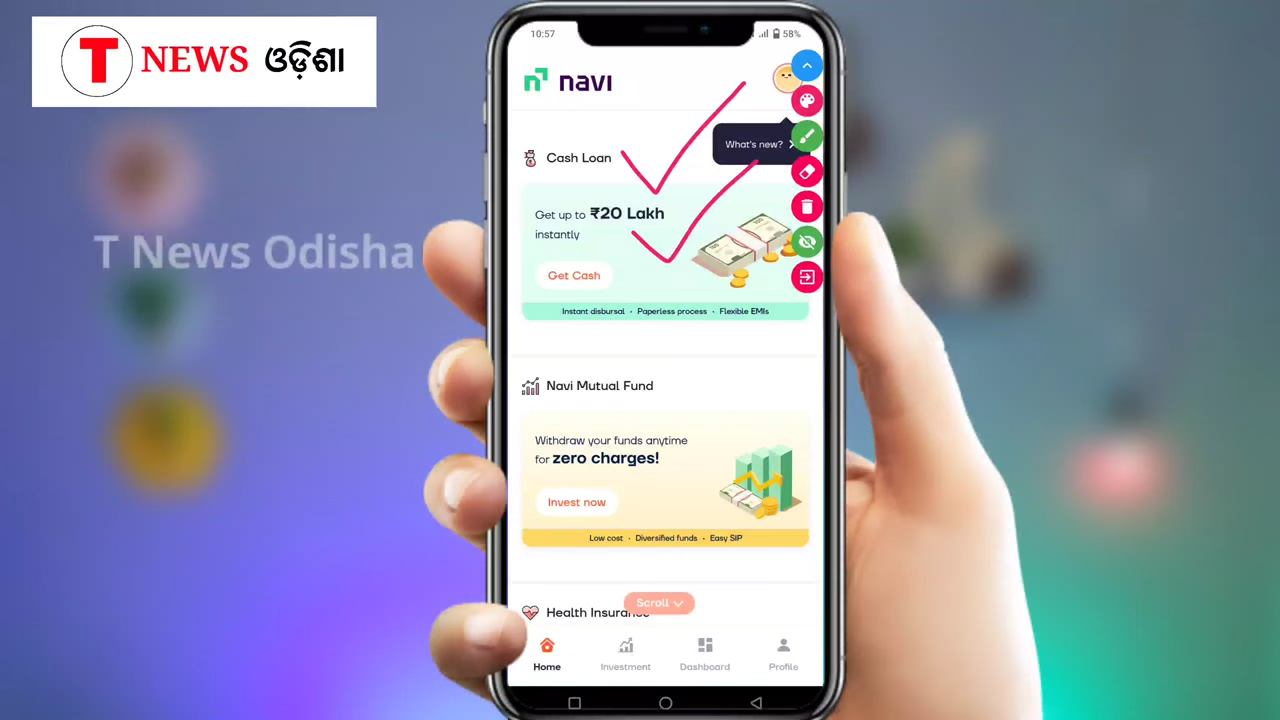 T NEWS ଓଡ଼ିଶା
T News Odisha
10:57
58%
navi
What's new?
Cash Loan
Get up to ₹20 Lakh
instantly
Get Cash
Instant disbursal · Paperless process · Flexible EMIs
Navi Mutual Fund
Withdraw your funds anytime
for zero charges!
Invest now
Low cost · Diversified funds · Easy SIP
Scroll
Health Insurance
Home Investment Dashboard Profile